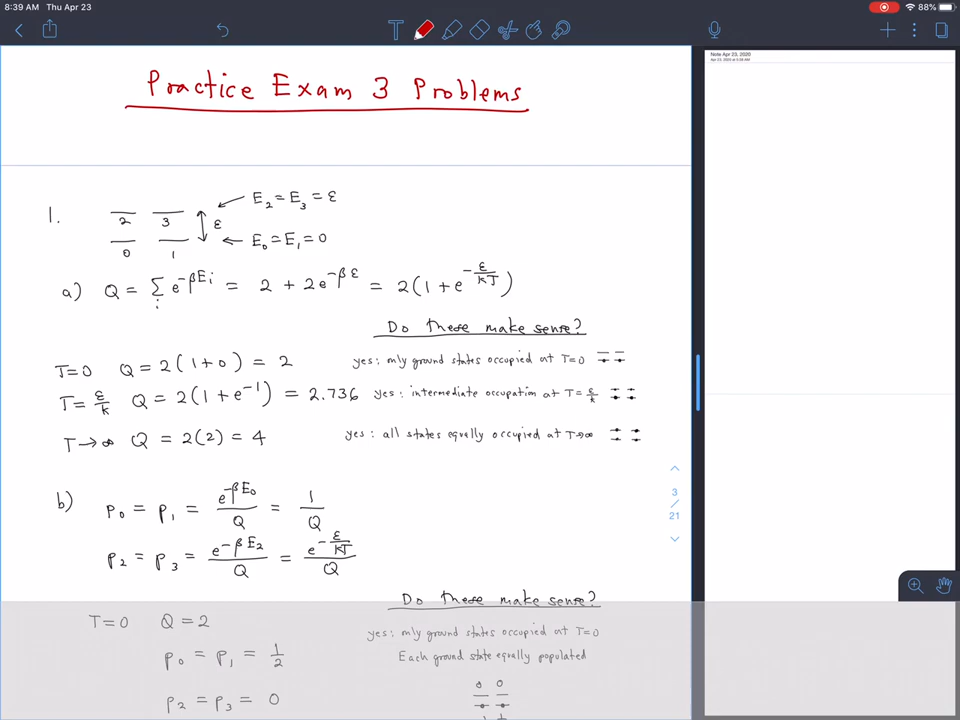 8:39 AM Thu Apr 23
88%
Practice Exam 3 Problems
Note Apr 23, 2020
1.
2 3
0 1
ε
E₂ = E₃ = ε
E₀ = E₁ = 0
a) Q = Σᵢ e^(-βEᵢ) = 2 + 2e^(-βε) = 2(1 + e^(-ε/kT))
Do these make sense?
T=0 Q = 2(1+0) = 2 yes: only ground states occupied at T=0
T = ε/k Q = 2(1+e⁻¹) = 2.736 yes: intermediate occupation at T = ε/k
T→∞ Q = 2(2) = 4 yes: all states equally occupied at T→∞
b) p₀ = p₁ = e^(-βE₀)/Q = 1/Q
p₂ = p₃ = e^(-βE₂)/Q = e^(-ε/kT)/Q
3
/
21
Do these make sense?
T=0 Q = 2
yes: only ground states occupied at T=0
p₀ = p₁ = 1/2
Each ground state equally populated
p₂ = p₃ = 0